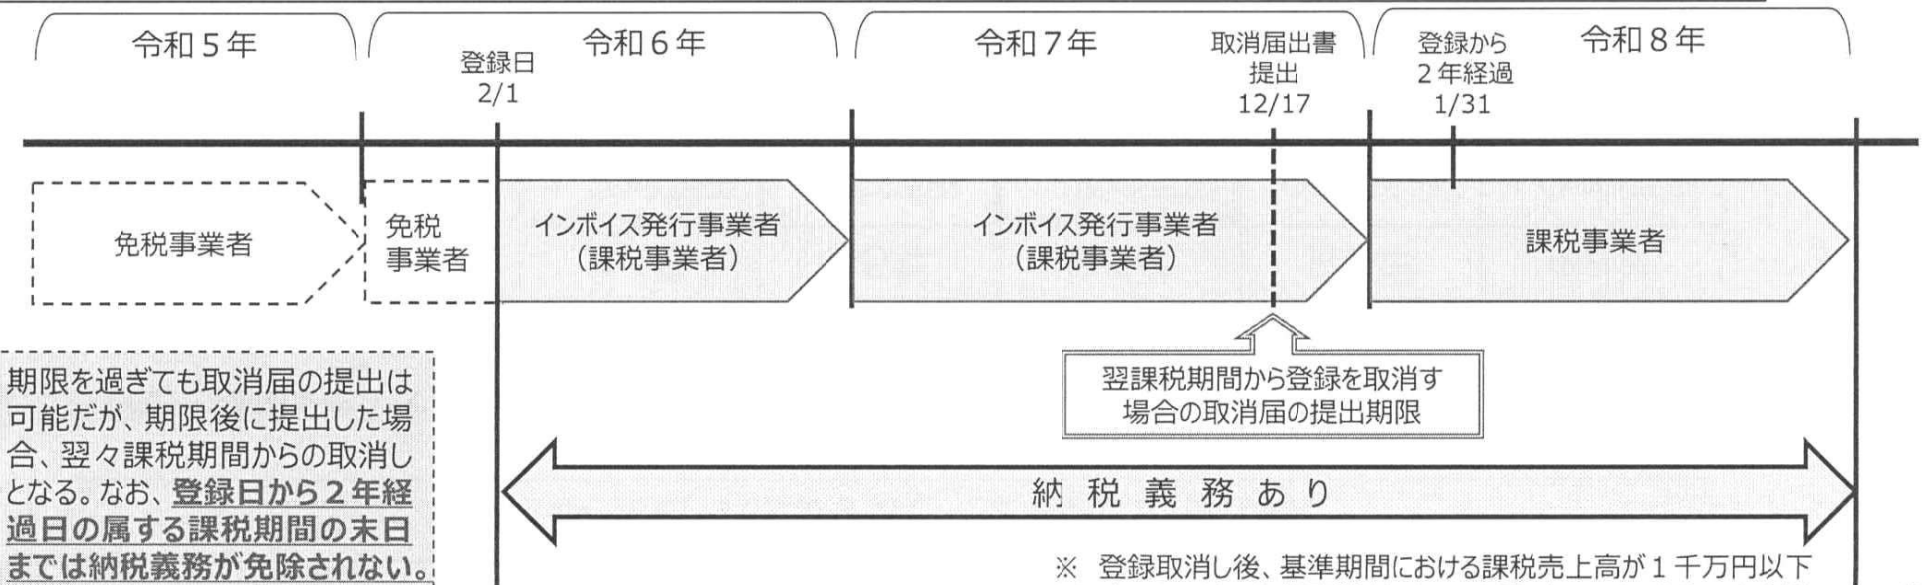 令和５年
令和６年
令和７年
令和８年
登録日
2/1
取消届出書
提出
12/17
登録から
２年経過
1/31
免税事業者
免税
事業者
インボイス発行事業者
（課税事業者）
インボイス発行事業者
（課税事業者）
課税事業者
翌課税期間から登録を取消す
場合の取消届の提出期限
期限を過ぎても取消届の提出は
可能だが、期限後に提出した場
合、翌々課税期間からの取消し
となる。なお、登録日から２年経
過日の属する課税期間の末日
までは納税義務が免除されない。
納税義務あり
※ 登録取消し後、基準期間における課税売上高が１千万円以下